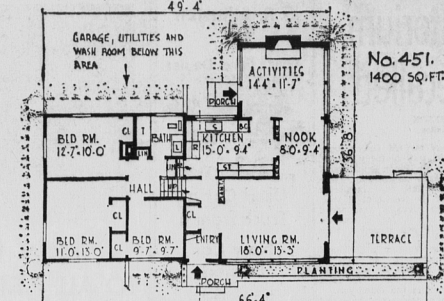 49'-4"
GARAGE, UTILITIES AND
WASH ROOM BELOW THIS
AREA
No. 451.
1400 SQ.FT.
ACTIVITIES
14'-4" × 11'-7"
PORCH
BED RM.
12'-7" × 10'-0"
CL
T
BATH
L
S
BC
KITCHEN
15'-0" × 9'-4"
NOOK
8'-0" × 9'-4"
36'-8"
R
ST
HALL
UP
CL
CL
CL
BED RM.
11'-0" × 13'-0"
BED RM.
9'-7" × 9'-7"
ENTRY
LIVING RM.
18'-0" × 13'-3"
TERRACE
PLANTING
PORCH
66'-4"